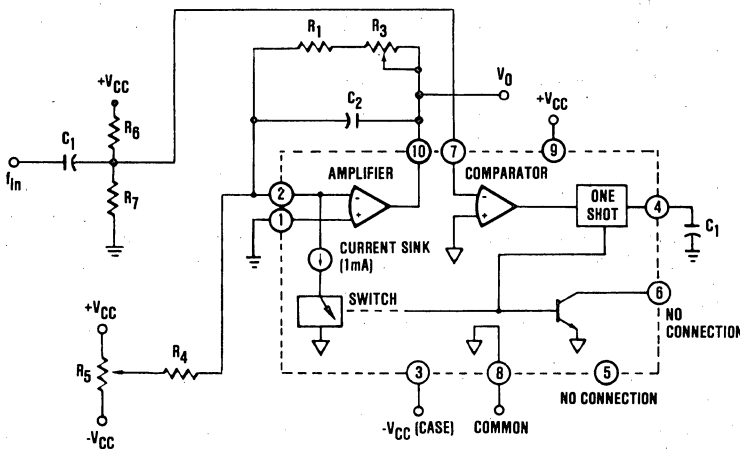 R1
R3
VO
+VCC
C2
+VCC
C1
R6
fin
R7
10
7
9
AMPLIFIER
COMPARATOR
2
-
+
1
-
+
ONE
SHOT
4
C1
CURRENT SINK
(1mA)
SWITCH
6
NO
CONNECTION
+VCC
R5
R4
-VCC
3
8
5
NO CONNECTION
-VCC (CASE)
COMMON